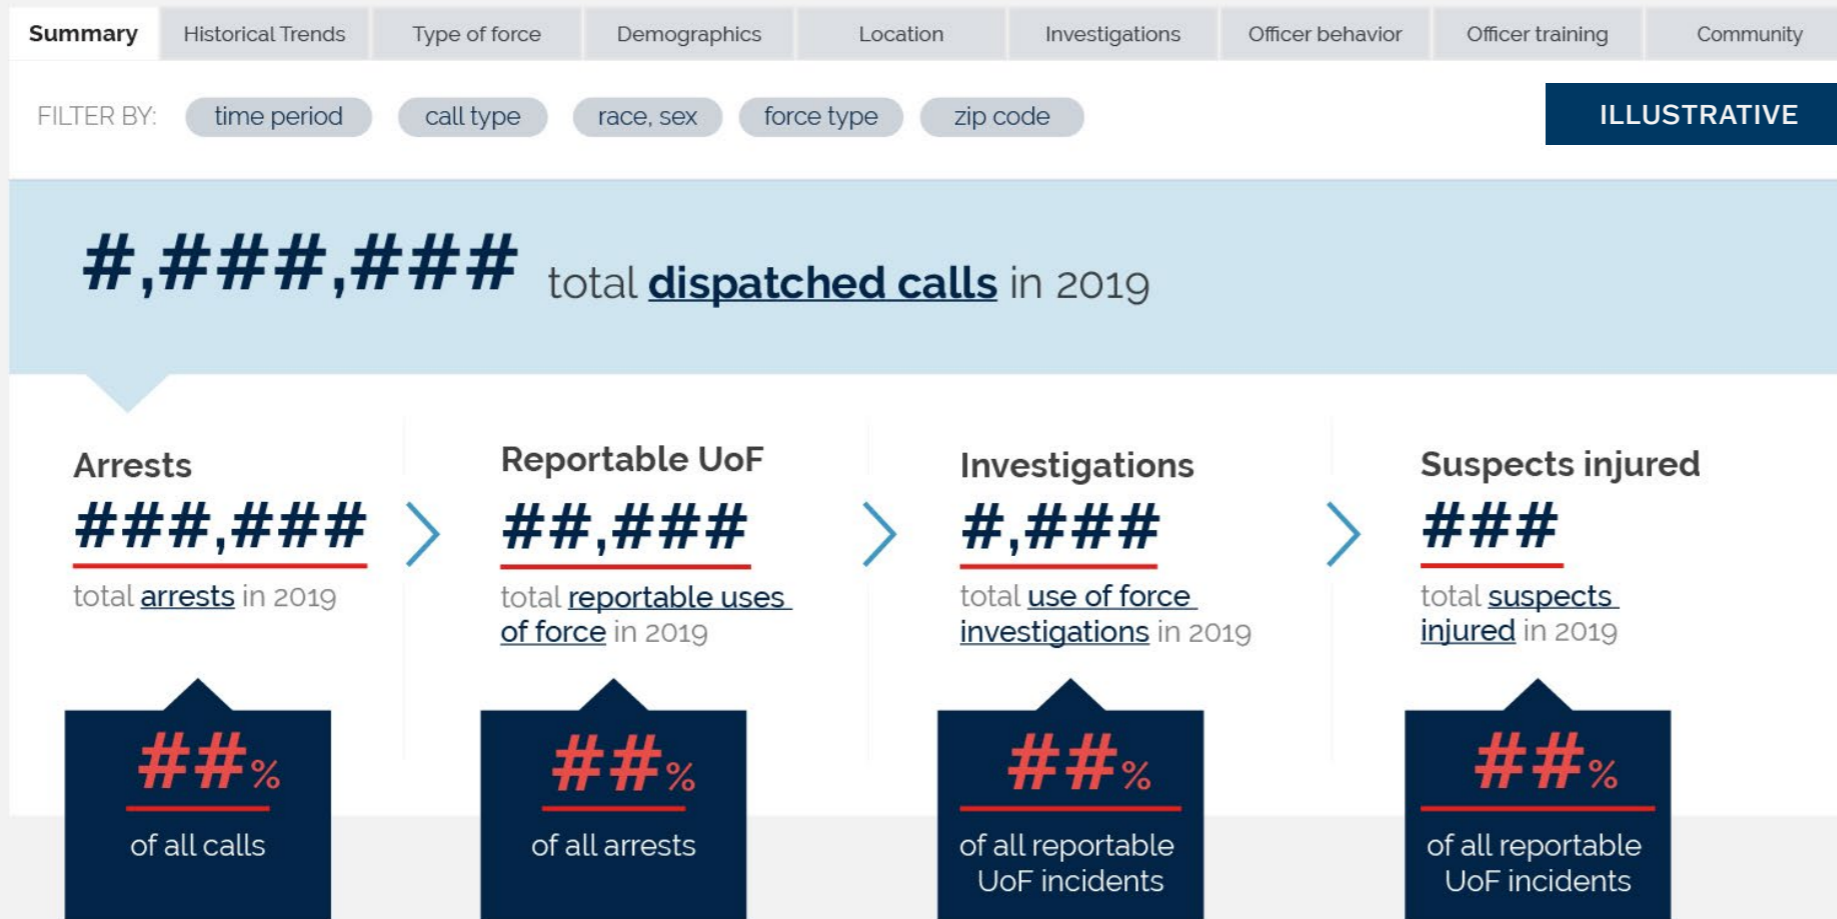 Summary Historical Trends Type of force Demographics Location Investigations Officer behavior Officer training Community
FILTER BY: time period call type race, sex force type zip code
ILLUSTRATIVE
#,###,### total dispatched calls in 2019
Arrests
###,###
total arrests in 2019
##%
of all calls
Reportable UoF
##,###
total reportable uses
of force in 2019
##%
of all arrests
Investigations
#,###
total use of force
investigations in 2019
##%
of all reportable
UoF incidents
Suspects injured
###
total suspects
injured in 2019
##%
of all reportable
UoF incidents